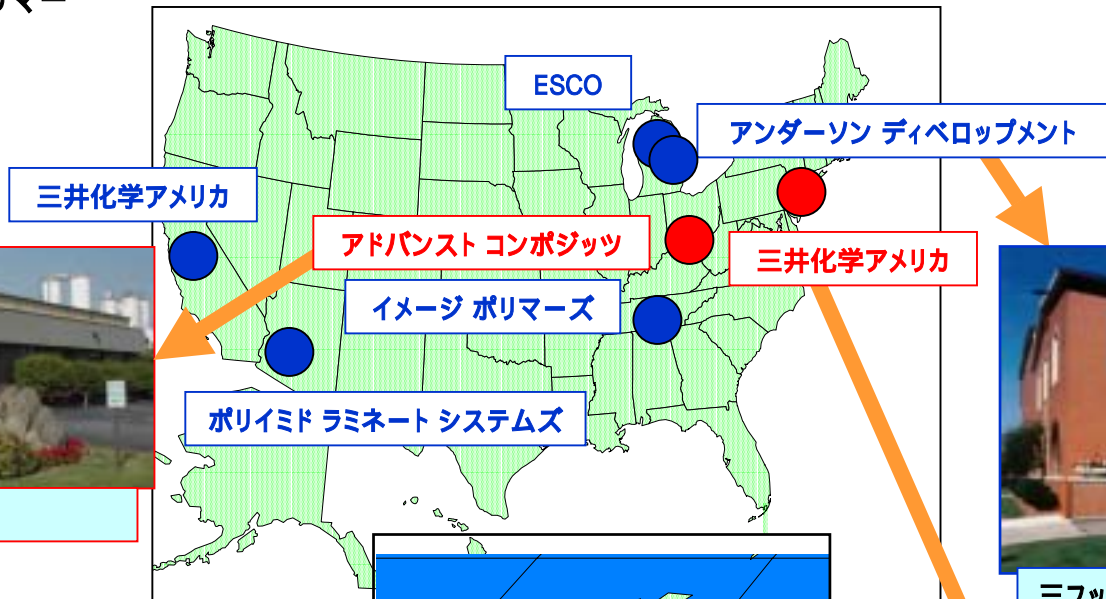 ESCO
アンダーソン ディベロップメント
三井化学アメリカ
アドバンスト コンポジッツ
三井化学アメリカ
イメージ ポリマーズ
ポリイミド ラミネート システムズ